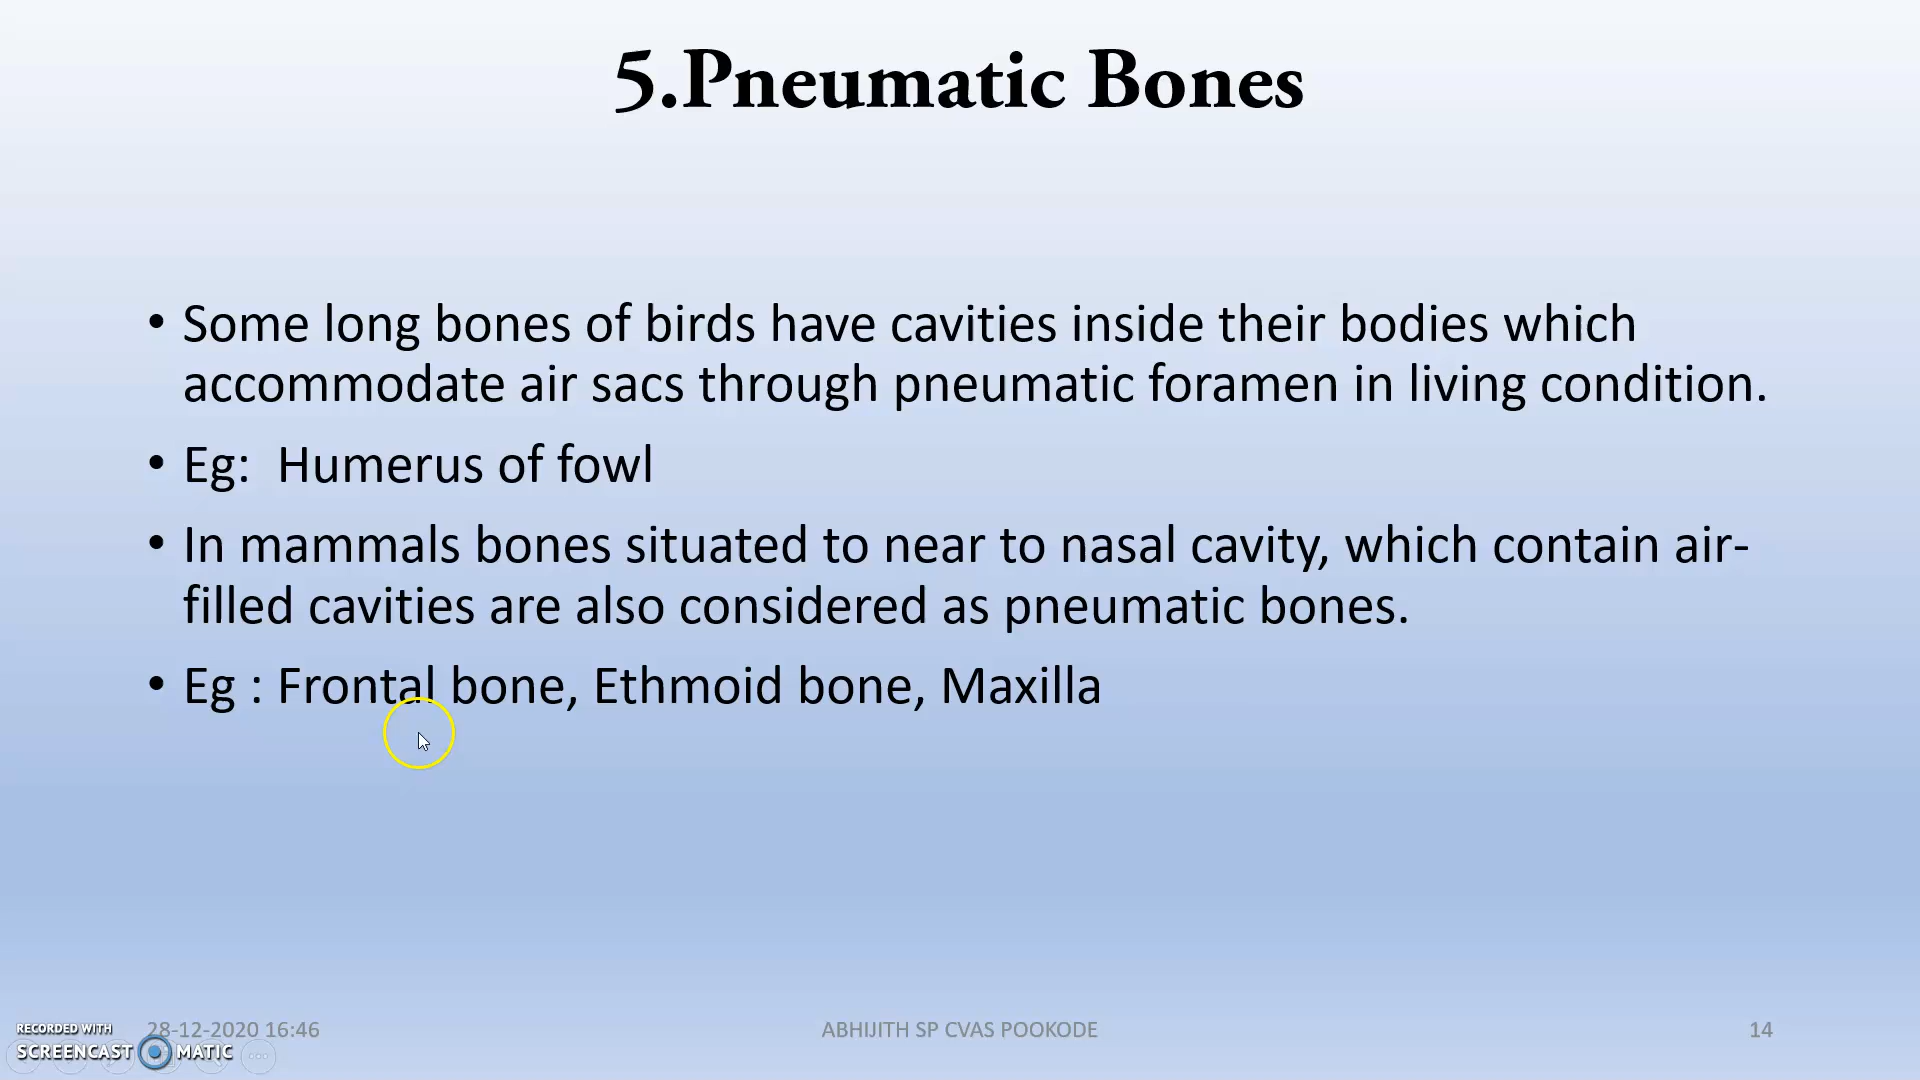 5.Pneumatic Bones
• Some long bones of birds have cavities inside their bodies which
accommodate air sacs through pneumatic foramen in living condition.
• Eg:  Humerus of fowl
• In mammals bones situated to near to nasal cavity, which contain air-
filled cavities are also considered as pneumatic bones.
• Eg : Frontal bone, Ethmoid bone, Maxilla
RECORDED WITH
SCREENCAST MATIC
28-12-2020 16:46
ABHIJITH SP CVAS POOKODE
14